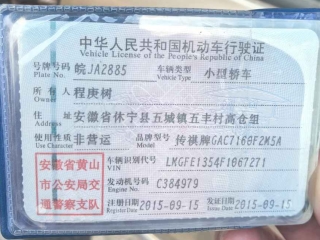 中华人民共和国机动车行驶证
Vehicle License of the People's Republic of China
号牌号码 皖JA2885 车辆类型 小型轿车
Plate No. Vehicle Type
所有人 程庚树
Owner
住址 安徽省休宁县五城镇五丰村高仓组
Address
使用性质 非营运 品牌型号 传祺牌GAC7160F2M5A
Use Character Model
安徽省黄山 车辆识别代号 LMGFE1354F1067271
市公安局交 VIN
通警察支队 发动机号码 C384979
Engine No.
注册日期 2015-09-15 发证日期 2015-09-15
Register Date Issue Date